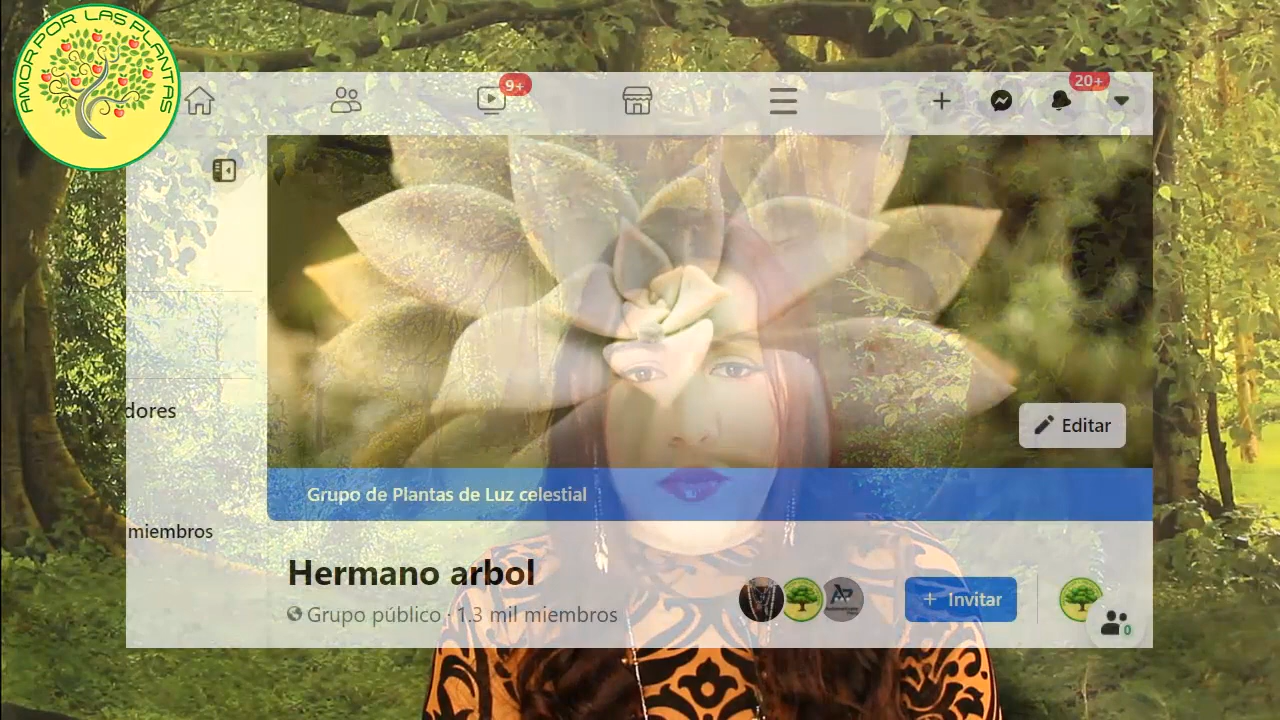 AMOR POR LAS PLANTAS
9+
20+
dores
Editar
Grupo de Plantas de Luz celestial
miembros
Hermano arbol
Grupo público · 1.3 mil miembros
+ Invitar
0